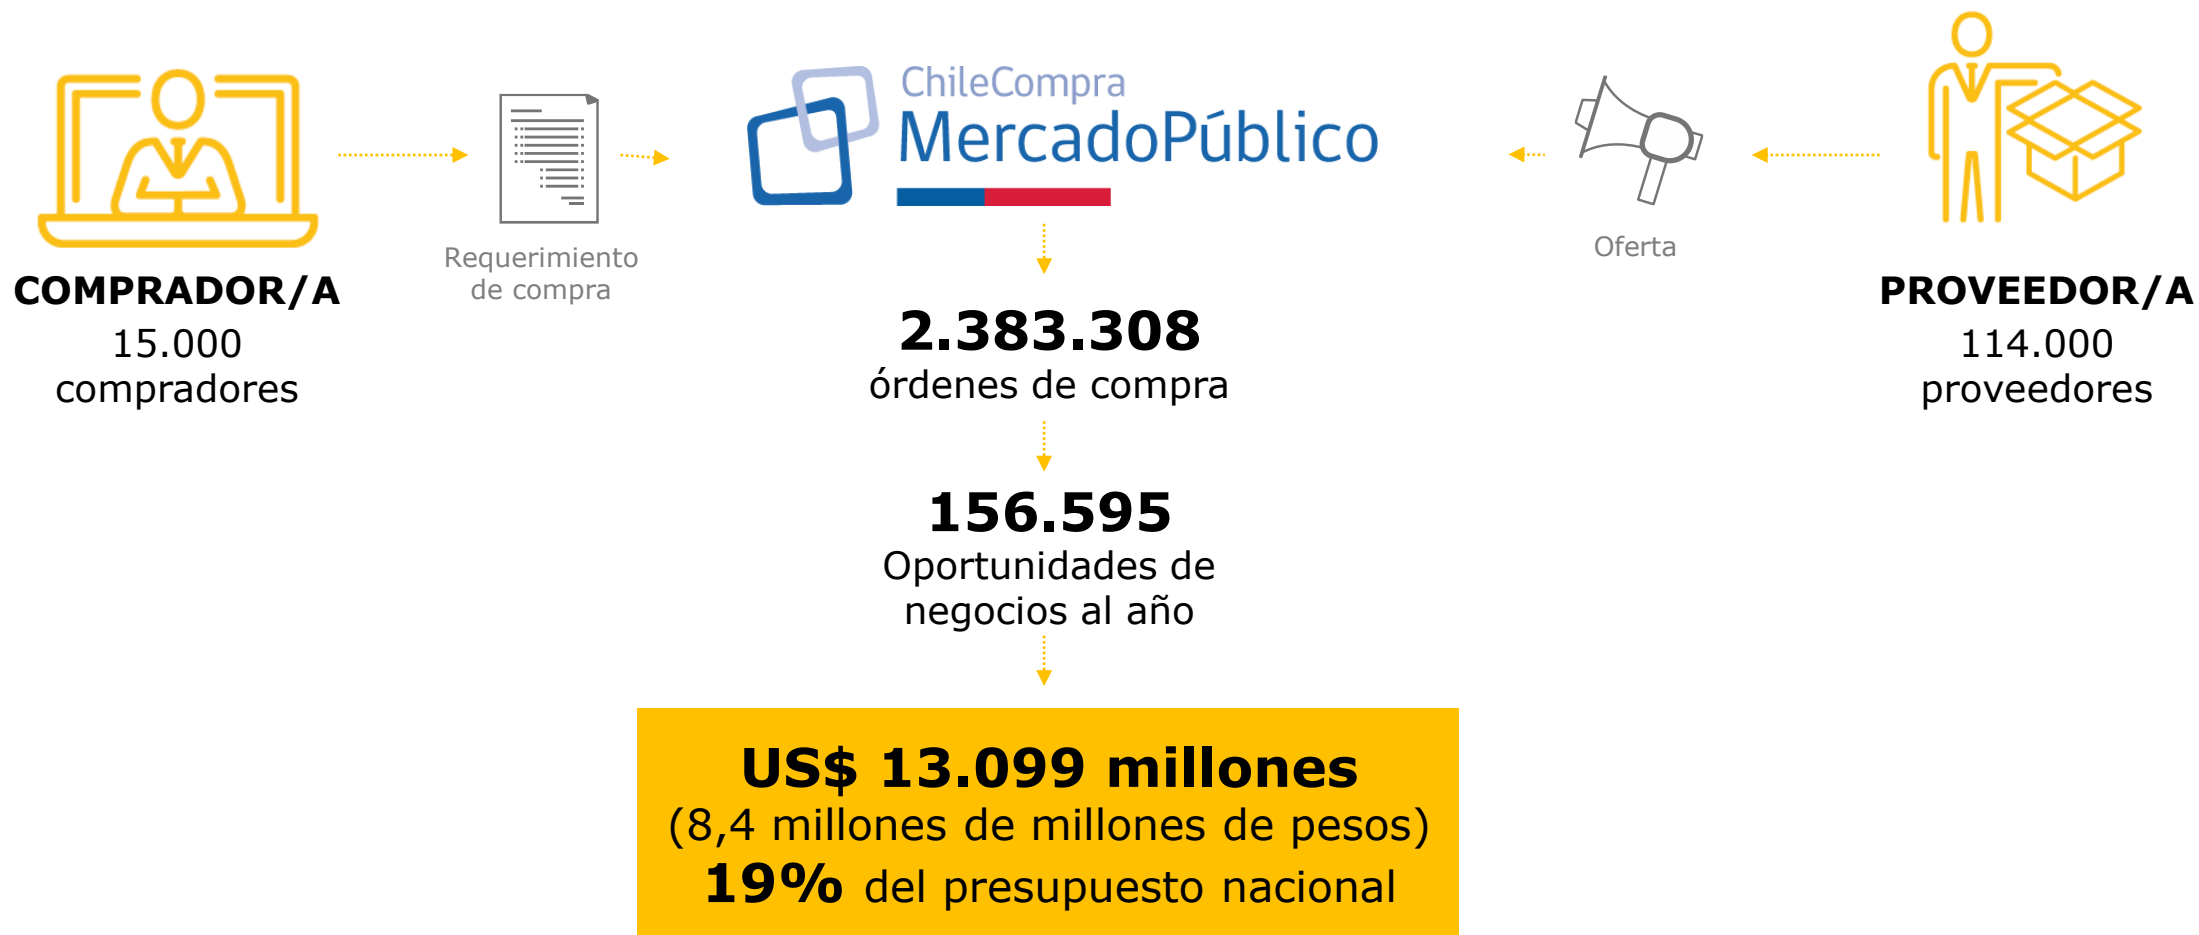 ChileCompra
MercadoPúblico
Requerimiento
de compra
Oferta
COMPRADOR/A
15.000
compradores
PROVEEDOR/A
114.000
proveedores
2.383.308
órdenes de compra
156.595
Oportunidades de
negocios al año
US$ 13.099 millones
(8,4 millones de millones de pesos)
19% del presupuesto nacional